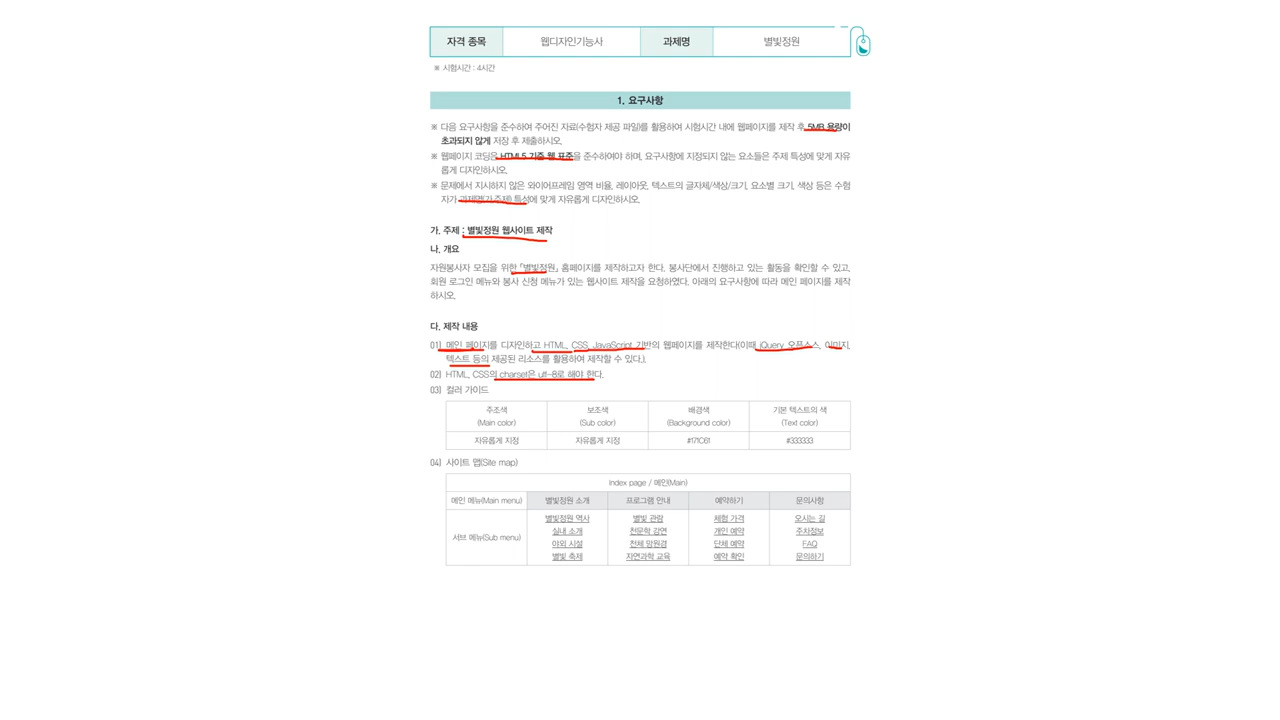 자격 종목 웹디자인기능사 과제명 별빛정원
※ 시험시간 : 4시간
1. 요구사항
※ 다음 요구사항을 준수하여 주어진 자료(수험자 제공 파일)를 활용하여 시험시간 내에 웹페이지를 제작 후 5MB 용량이
초과되지 않게 저장 후 제출하시오.
※ 웹페이지 코딩은 HTML5 기준 웹 표준을 준수하여야 하며, 요구사항에 지정되지 않는 요소들은 주제 특성에 맞게 자유
롭게 디자인하시오.
※ 문제에서 지시하지 않은 와이어프레임 영역 비율, 레이아웃, 텍스트의 글자체/색상/크기, 요소별 크기, 색상 등은 수험
자가 과제명(가.주제) 특성에 맞게 자유롭게 디자인하시오.
가. 주제 : 별빛정원 웹사이트 제작
나. 개요
자원봉사자 모집을 위한 「별빛정원」 홈페이지를 제작하고자 한다. 봉사단에서 진행하고 있는 활동을 확인할 수 있고,
회원 로그인 메뉴와 봉사 신청 메뉴가 있는 웹사이트 제작을 요청하였다. 아래의 요구사항에 따라 메인 페이지를 제작
하시오.
다. 제작 내용
01) 메인 페이지를 디자인하고 HTML, CSS, JavaScript 기반의 웹페이지를 제작한다(이때 jQuery 오픈소스, 이미지,
텍스트 등의 제공된 리소스를 활용하여 제작할 수 있다.).
02) HTML, CSS의 charset은 utf-8로 해야 한다.
03) 컬러 가이드
주조색 보조색 배경색 기본 텍스트의 색
(Main color) (Sub color) (Background color) (Text color)
자유롭게 지정 자유롭게 지정 #171C61 #333333
04) 사이트 맵(Site map)
Index page / 메인(Main)
메인 메뉴(Main menu) 별빛정원 소개 프로그램 안내 예약하기 문의사항
별빛정원 역사 별빛 관람 체험 가격 오시는 길
실내 소개 천문학 강연 개인 예약 주차정보
서브 메뉴(Sub menu)
야외 시설 천체 망원경 단체 예약 FAQ
별빛 축제 자연과학 교육 예약 확인 문의하기